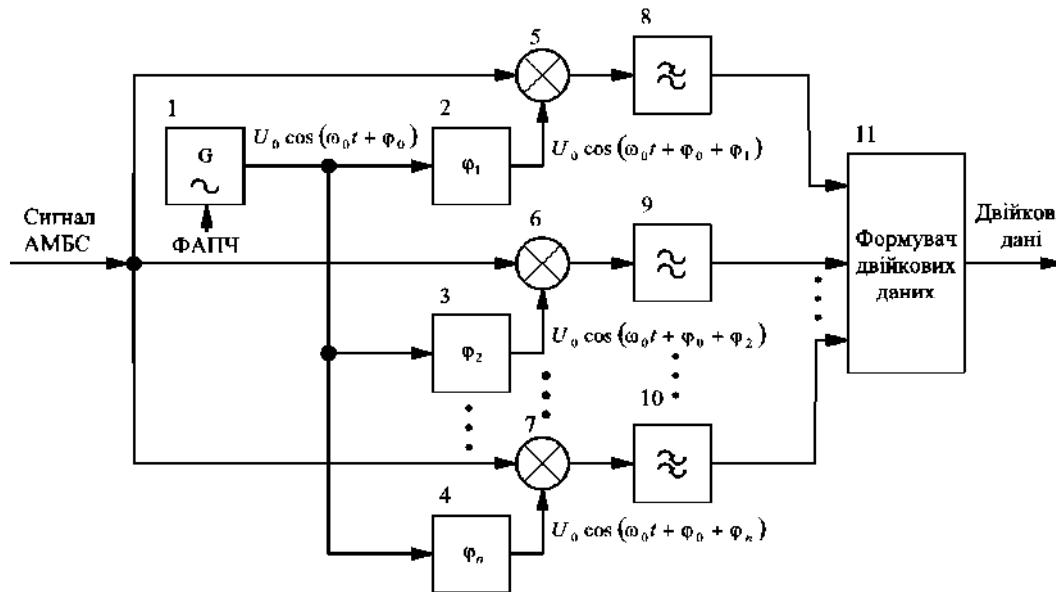 5
8
1
U₀ cos (ω₀t + φ₀)
2
U₀ cos (ω₀t + φ₀ + φ₁)
11
G
φ₁
Сигнал
АМБС
ФАПЧ
6
9
Формувач
двійкових
даних
Двійкові
дані
3
φ₂
U₀ cos (ω₀t + φ₀ + φ₂)
7
10
4
φₙ
U₀ cos (ω₀t + φ₀ + φₙ)